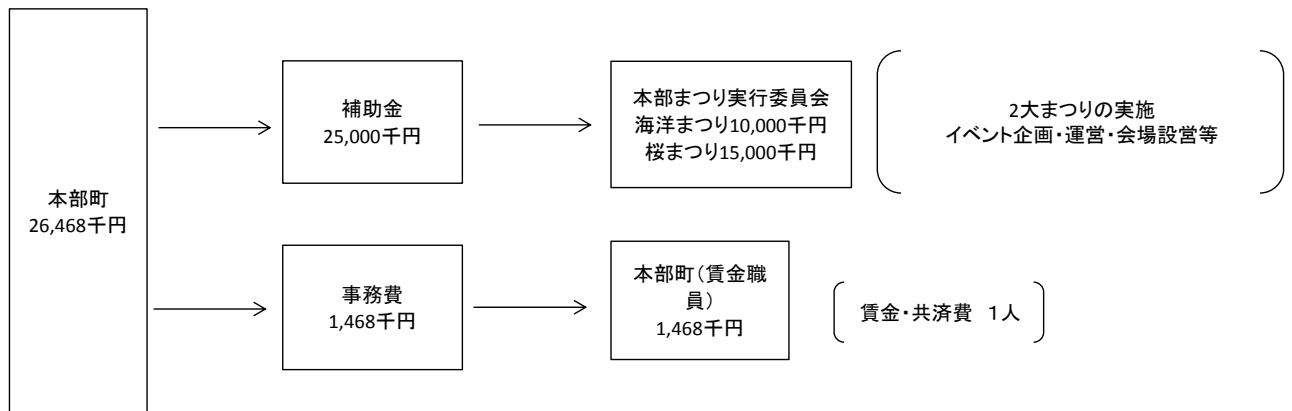 本部町
26,468千円
補助金
25,000千円
本部まつり実行委員会
海洋まつり10,000千円
桜まつり15,000千円
2大まつりの実施
イベント企画・運営・会場設営等
事務費
1,468千円
本部町(賃金職
員)
1,468千円
賃金・共済費　1人